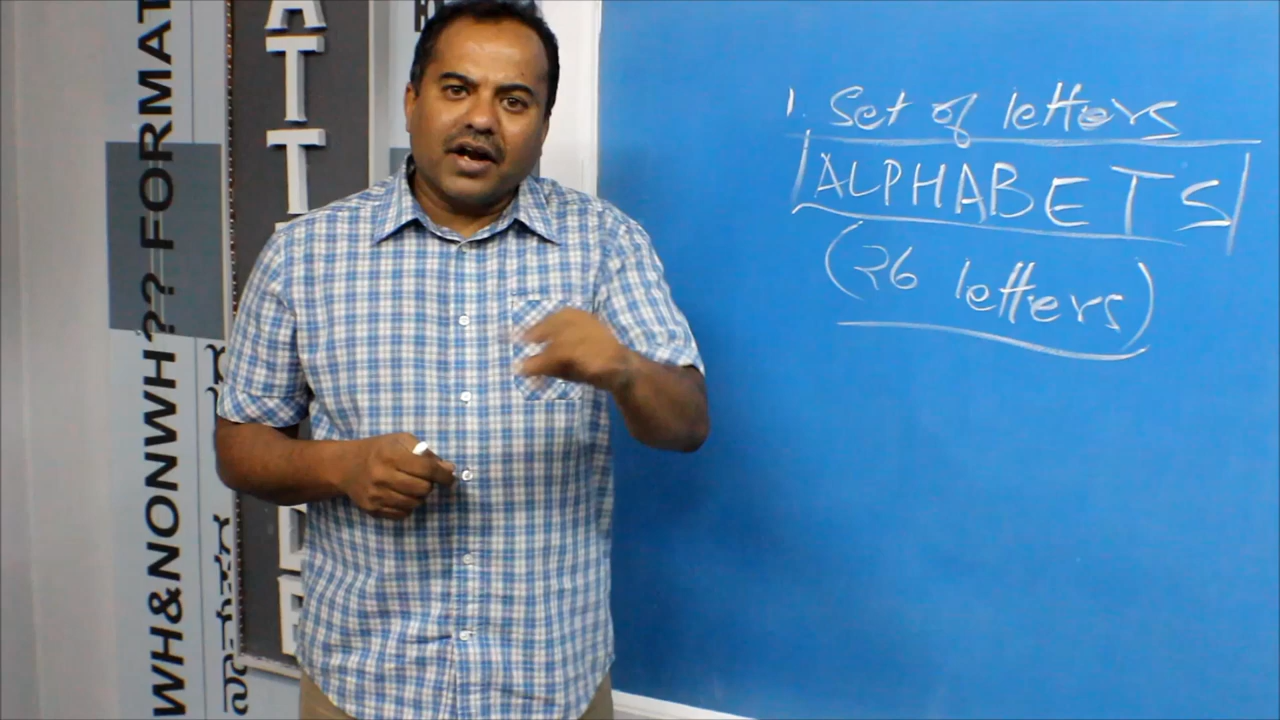 1. Set of letters
ALPHABETS
(26 letters)
WH&NONWH?? FORMAT